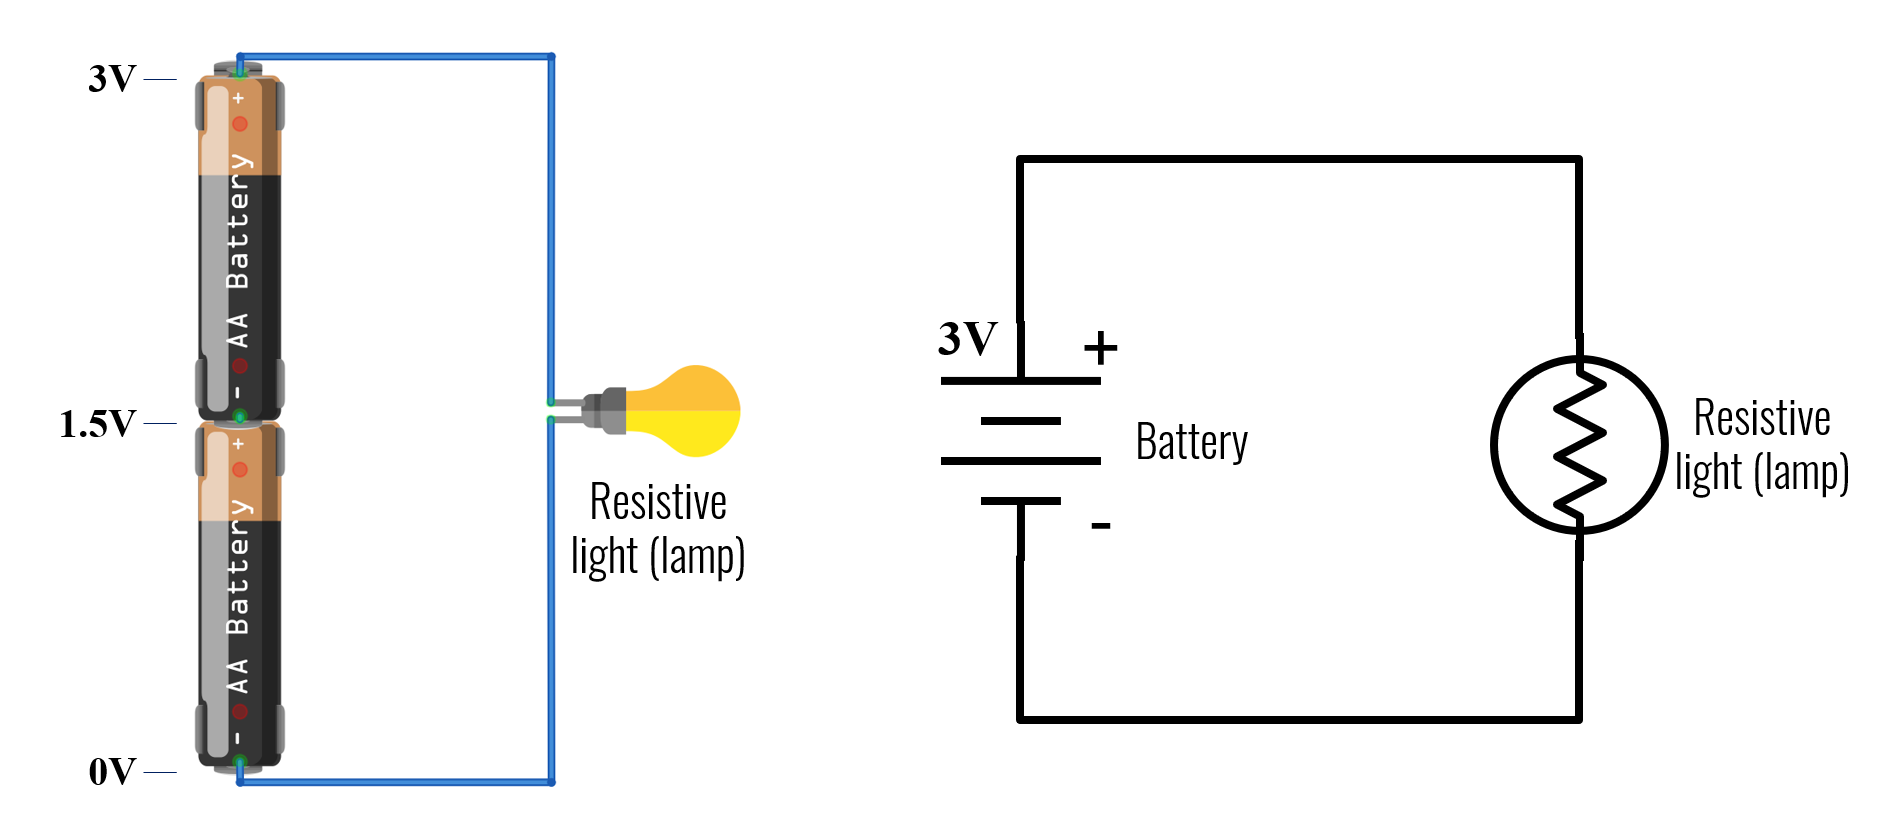 3V
+
AA Battery
-
1.5V
+
AA Battery
-
0V
Resistive
light (lamp)
3V
+
Battery
-
Resistive
light (lamp)